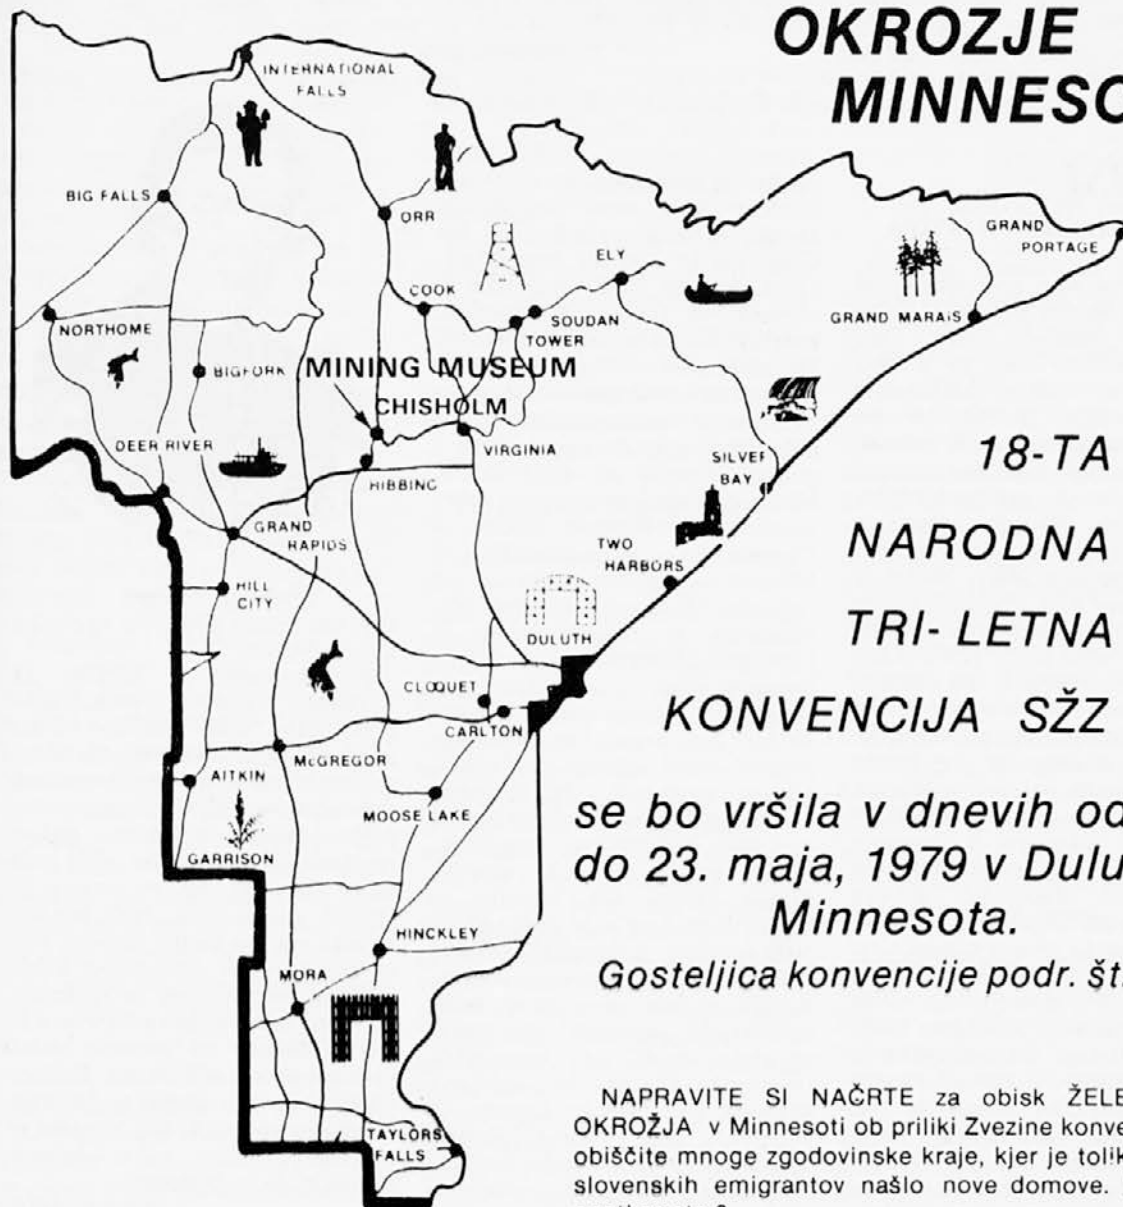 OKROZJE
MINNESO
INTERNATIONAL
FALLS
BIG FALLS
ORR
GRAND
PORTAGE
ELY
COOK
SOUDAN
TOWER
GRAND MARAIS
NORTHOME
BIGFORK
MINING MUSEUM
CHISHOLM
DEER RIVER
VIRGINIA
HIBBING
SILVER
BAY
GRAND
RAPIDS
TWO
HARBORS
HILL
CITY
DULUTH
CLOQUET
CARLTON
McGREGOR
AITKIN
MOOSE LAKE
GARRISON
HINCKLEY
MORA
TAYLORS
FALLS
18-TA
NARODNA
TRI- LETNA
KONVENCIJA SŽZ
se bo vršila v dnevih od
do 23. maja, 1979 v Dulu
Minnesota.
Gosteljica konvencije podr. št.
NAPRAVITE SI NAČRTE za obisk ŽELE
OKROŽJA v Minnesoti ob priliki Zvezine konve
obiščite mnoge zgodovinske kraje, kjer je tolik
slovenskih emigrantov našlo nove domove.